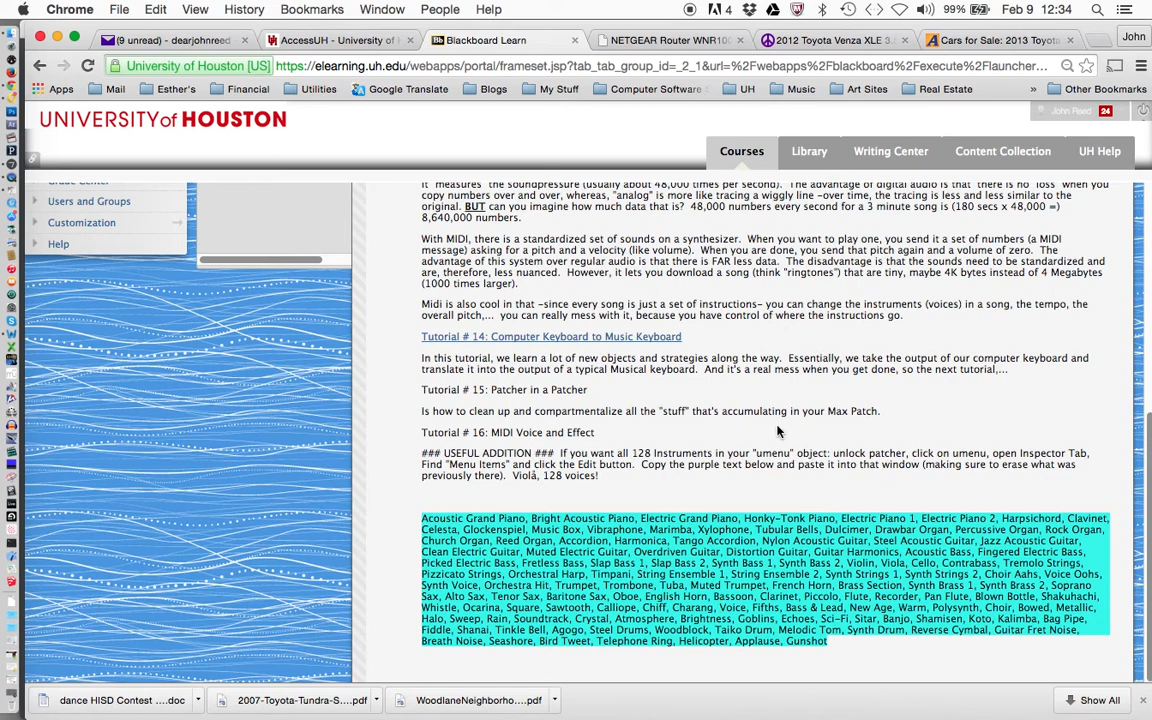 Chrome File Edit View History Bookmarks Window People Help 4 99% Feb 9 12:34
(9 unread) - dearjohnreed AccessUH - University of H Blackboard Learn NETGEAR Router WNR100 2012 Toyota Venza XLE 3. Cars for Sale: 2013 Toyota John
University of Houston [US] https://elearning.uh.edu/webapps/portal/frameset.jsp?tab_tab_group_id=_2_1&url=%2Fwebapps%2Fblackboard%2Fexecute%2Flauncher...
Apps Mail Esther's Financial Utilities Google Translate Blogs My Stuff Computer Software UH Music Art Sites Real Estate » Other Bookmarks
UNIVERSITY of HOUSTON
John Reed 24
Courses Library Writing Center Content Collection UH Help
Grade Center
Users and Groups
Customization
Help
it "measures" the soundpressure (usually about 48,000 times per second). The advantage of digital audio is that there is no "loss" when you
copy numbers over and over, whereas, "analog" is more like tracing a wiggly line -over time, the tracing is less and less similar to the
original. BUT can you imagine how much data that is? 48,000 numbers every second for a 3 minute song is (180 secs x 48,000 =)
8,640,000 numbers.
With MIDI, there is a standardized set of sounds on a synthesizer. When you want to play one, you send it a set of numbers (a MIDI
message) asking for a pitch and a velocity (like volume). When you are done, you send that pitch again and a volume of zero. The
advantage of this system over regular audio is that there is FAR less data. The disadvantage is that the sounds need to be standardized and
are, therefore, less nuanced. However, it lets you download a song (think "ringtones") that are tiny, maybe 4K bytes instead of 4 Megabytes
(1000 times larger).
Midi is also cool in that -since every song is just a set of instructions- you can change the instruments (voices) in a song, the tempo, the
overall pitch,... you can really mess with it, because you have control of where the instructions go.
Tutorial # 14: Computer Keyboard to Music Keyboard
In this tutorial, we learn a lot of new objects and strategies along the way. Essentially, we take the output of our computer keyboard and
translate it into the output of a typical Musical keyboard. And it's a real mess when you get done, so the next tutorial,...
Tutorial # 15: Patcher in a Patcher
Is how to clean up and compartmentalize all the "stuff" that's accumulating in your Max Patch.
Tutorial # 16: MIDI Voice and Effect
### USEFUL ADDITION ### If you want all 128 Instruments in your "umenu" object: unlock patcher, click on umenu, open Inspector Tab,
Find "Menu Items" and click the Edit button. Copy the purple text below and paste it into that window (making sure to erase what was
previously there). Violà, 128 voices!
Acoustic Grand Piano, Bright Acoustic Piano, Electric Grand Piano, Honky-Tonk Piano, Electric Piano 1, Electric Piano 2, Harpsichord, Clavinet,
Celesta, Glockenspiel, Music Box, Vibraphone, Marimba, Xylophone, Tubular Bells, Dulcimer, Drawbar Organ, Percussive Organ, Rock Organ,
Church Organ, Reed Organ, Accordion, Harmonica, Tango Accordion, Nylon Acoustic Guitar, Steel Acoustic Guitar, Jazz Acoustic Guitar,
Clean Electric Guitar, Muted Electric Guitar, Overdriven Guitar, Distortion Guitar, Guitar Harmonics, Acoustic Bass, Fingered Electric Bass,
Picked Electric Bass, Fretless Bass, Slap Bass 1, Slap Bass 2, Synth Bass 1, Synth Bass 2, Violin, Viola, Cello, Contrabass, Tremolo Strings,
Pizzicato Strings, Orchestral Harp, Timpani, String Ensemble 1, String Ensemble 2, Synth Strings 1, Synth Strings 2, Choir Aahs, Voice Oohs,
Synth Voice, Orchestra Hit, Trumpet, Trombone, Tuba, Muted Trumpet, French Horn, Brass Section, Synth Brass 1, Synth Brass 2, Soprano
Sax, Alto Sax, Tenor Sax, Baritone Sax, Oboe, English Horn, Bassoon, Clarinet, Piccolo, Flute, Recorder, Pan Flute, Blown Bottle, Shakuhachi,
Whistle, Ocarina, Square, Sawtooth, Calliope, Chiff, Charang, Voice, Fifths, Bass & Lead, New Age, Warm, Polysynth, Choir, Bowed, Metallic,
Halo, Sweep, Rain, Soundtrack, Crystal, Atmosphere, Brightness, Goblins, Echoes, Sci-Fi, Sitar, Banjo, Shamisen, Koto, Kalimba, Bag Pipe,
Fiddle, Shanai, Tinkle Bell, Agogo, Steel Drums, Woodblock, Taiko Drum, Melodic Tom, Synth Drum, Reverse Cymbal, Guitar Fret Noise,
Breath Noise, Seashore, Bird Tweet, Telephone Ring, Helicopter, Applause, Gunshot
dance HISD Contest ....doc 2007-Toyota-Tundra-S....pdf WoodlaneNeighborho....pdf Show All